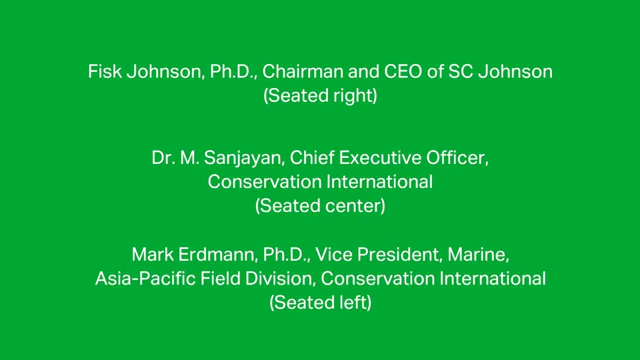 Fisk Johnson, Ph.D., Chairman and CEO of SC Johnson
(Seated right)
Dr. M. Sanjayan, Chief Executive Officer,
Conservation International
(Seated center)
Mark Erdmann, Ph.D., Vice President, Marine,
Asia-Pacific Field Division, Conservation International
(Seated left)